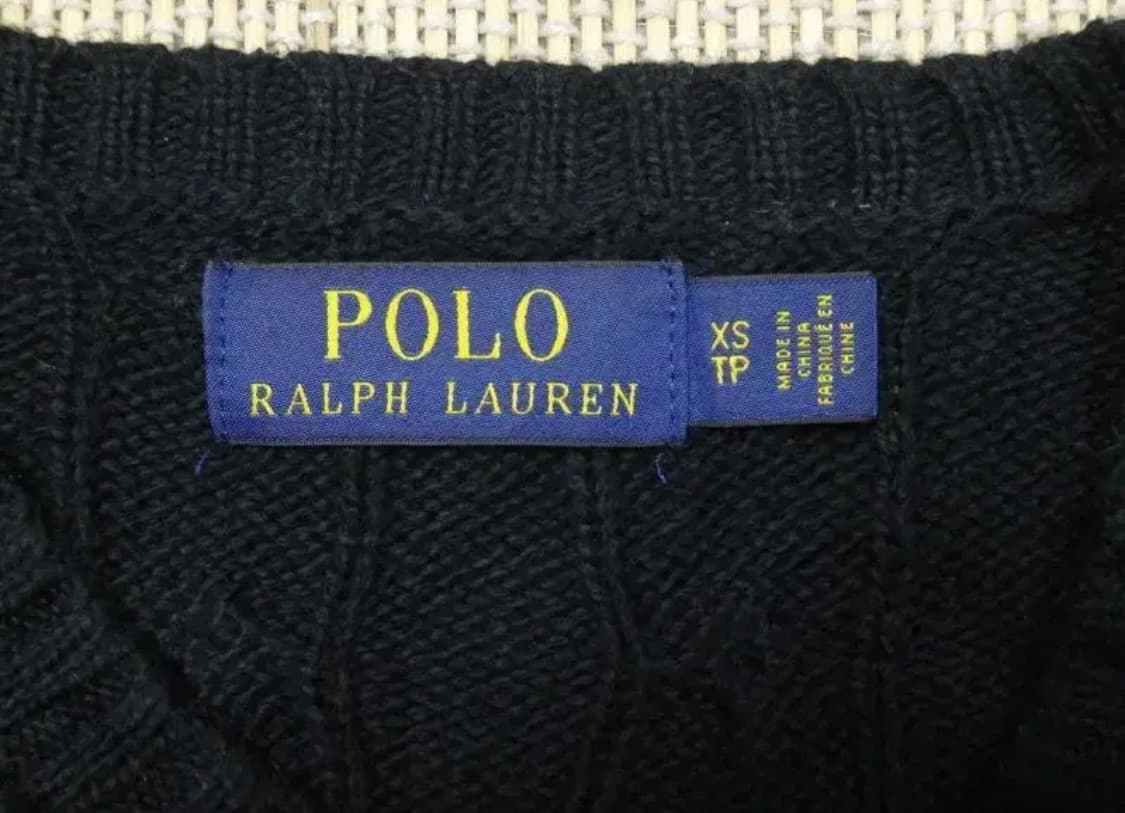 POLO
RALPH LAUREN
XS
TP
MADE IN
CHINA
FABRIQUÉ EN
CHINE